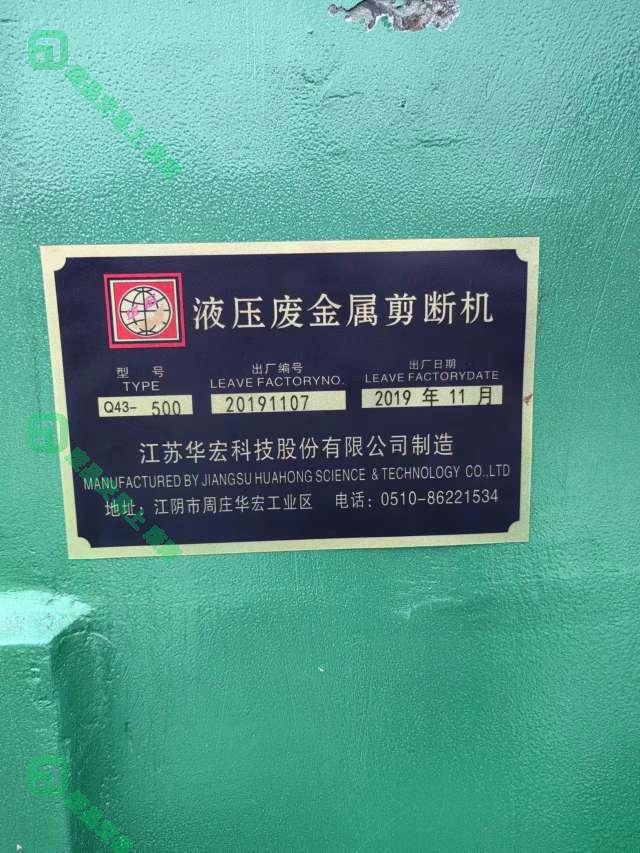 液压废金属剪断机
型号 出厂编号 出厂日期
TYPE LEAVE FACTORYNO. LEAVE FACTORYDATE
Q43- 500 20191107 2019 年 11 月
江苏华宏科技股份有限公司制造
MANUFACTURED BY JIANGSU HUAHONG SCIENCE & TECHNOLOGY CO.,LTD
地址: 江阴市周庄华宏工业区 电话: 0510-86221534